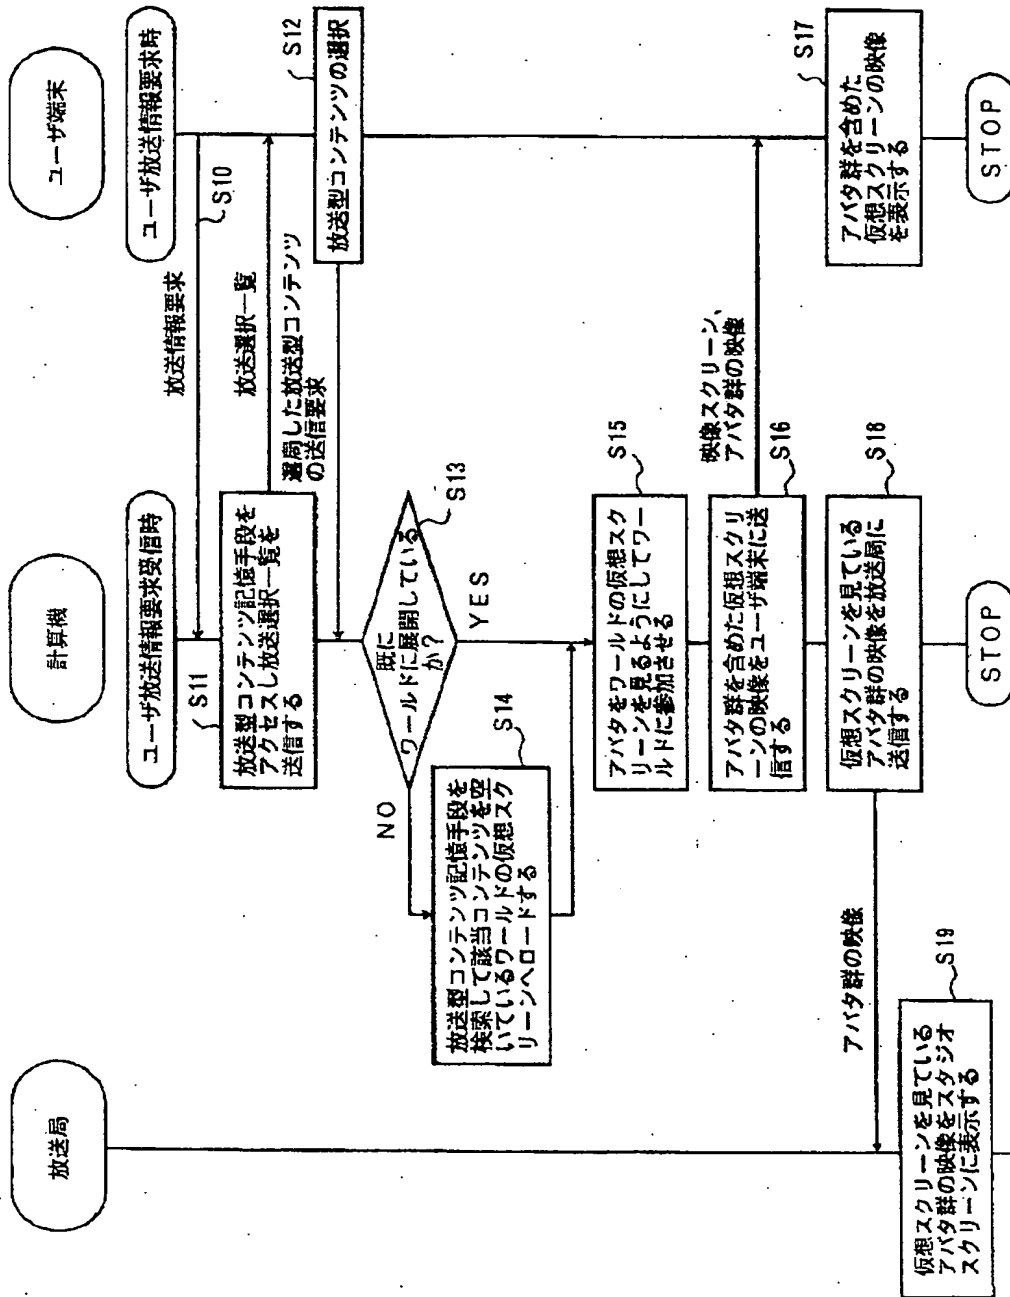 放送局
計算機
ユーザ端末
ユーザ放送情報要求受信時
ユーザ放送情報要求時
放送情報要求
S10
S11
放送型コンテンツ記憶手段を
アクセスし放送選択一覧を
送信する
放送選択一覧
S12
放送型コンテンツの選択
選局した放送型コンテンツ
の送信要求
S13
既に
ワールドに展開している
か?
NO
YES
S14
放送型コンテンツ記憶手段を
検索して該当コンテンツを空
いているワールドの仮想スク
リーンへロードする
S15
アバタをワールドの仮想スク
リーンを見るようにしてワー
ルドに参加させる
S16
アバタ群を含めた仮想スクリ
ーンの映像をユーザ端末に送
信する
映像スクリーン、
アバタ群の映像
S17
アバタ群を含めた
仮想スクリーンの映像
を表示する
S18
仮想スクリーンを見ている
アバタ群の映像を放送局に
送信する
アバタ群の映像
S19
仮想スクリーンを見ている
アバタ群の映像をスタジオ
スクリーンに表示する
STOP
STOP